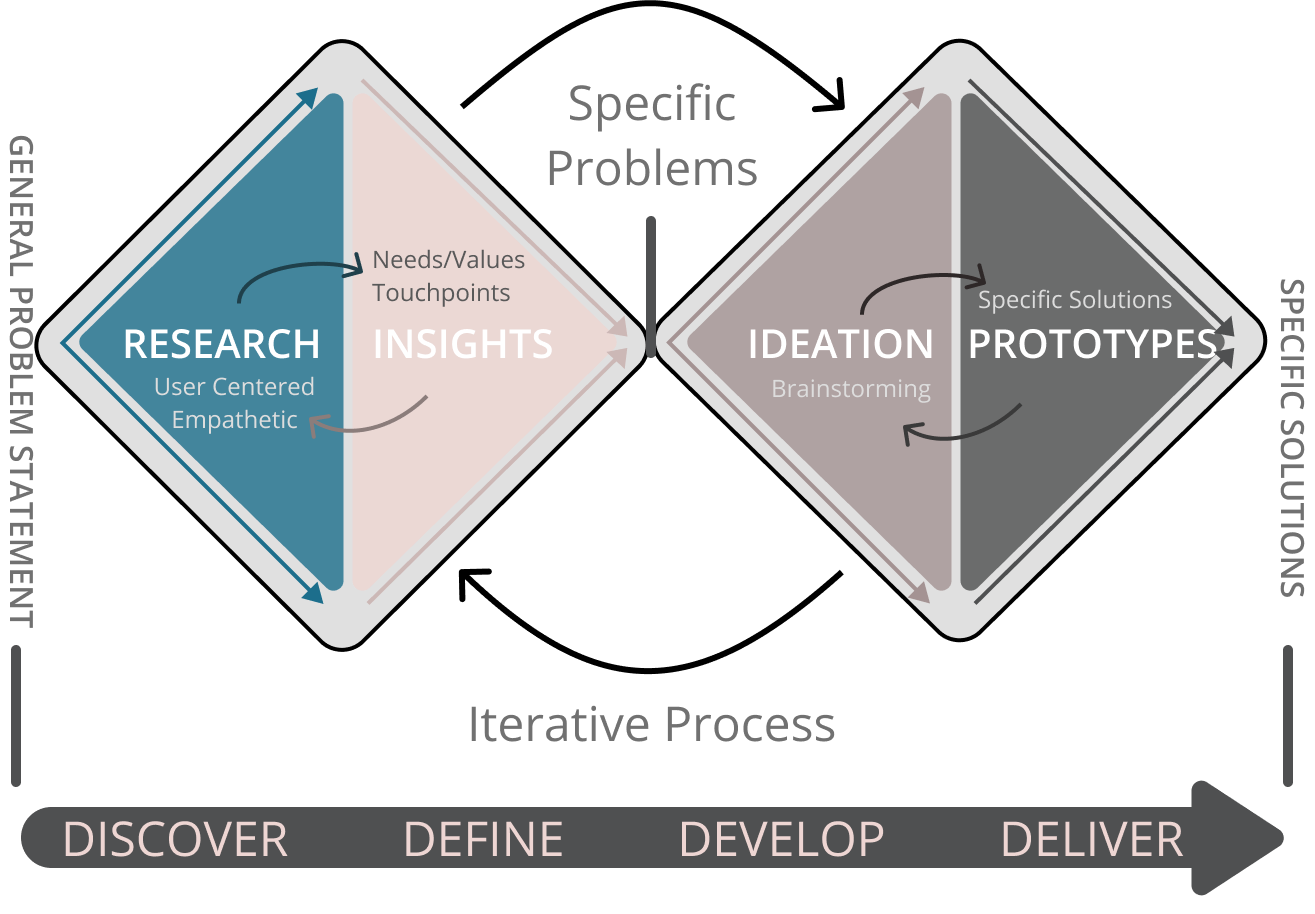 Specific
Problems
GENERAL PROBLEM STATEMENT
Needs/Values
Touchpoints
RESEARCH
INSIGHTS
User Centered
Empathetic
Specific Solutions
IDEATION
PROTOTYPES
Brainstorming
SPECIFIC SOLUTIONS
Iterative Process
DISCOVER
DEFINE
DEVELOP
DELIVER